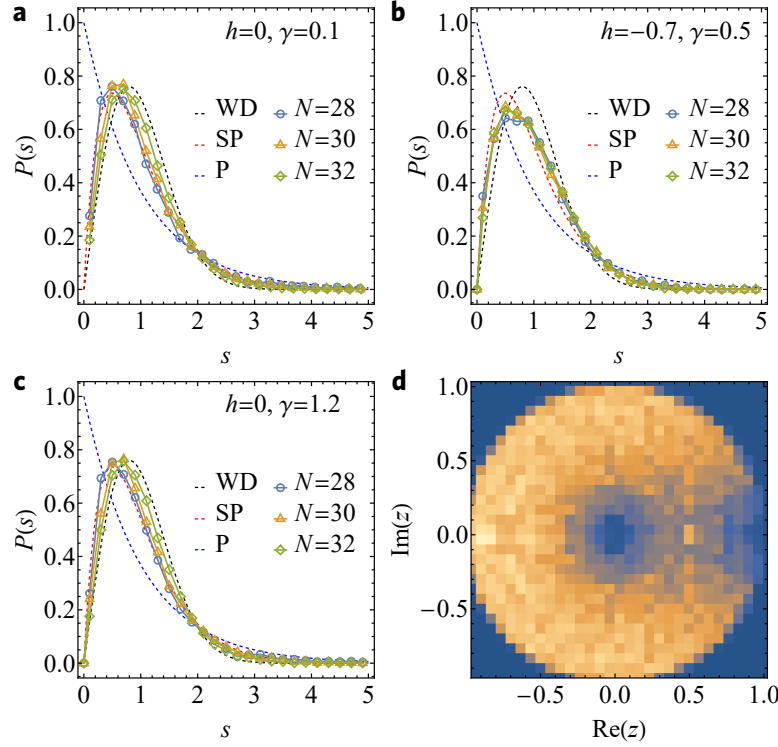 a
h=0, γ=0.1
1.0
0.8
0.6
0.4
0.2
0.0
P(s)
WD
SP
P
N=28
N=30
N=32
0 1 2 3 4 5
s
b
h=−0.7, γ=0.5
1.0
0.8
0.6
0.4
0.2
0.0
P(s)
WD
SP
P
N=28
N=30
N=32
0 1 2 3 4 5
s
c
h=0, γ=1.2
1.0
0.8
0.6
0.4
0.2
0.0
P(s)
WD
SP
P
N=28
N=30
N=32
0 1 2 3 4 5
s
d
1.0
0.5
0.0
−0.5
Im(z)
−0.5 0.0 0.5 1.0
Re(z)